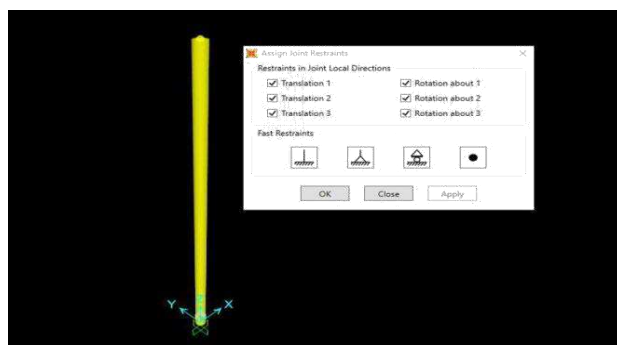 Assign Joint Restraints
Restraints in Joint Local Directions
Translation 1
Rotation about 1
Translation 2
Rotation about 2
Translation 3
Rotation about 3
Fast Restraints
OK
Close
Apply
Y
X